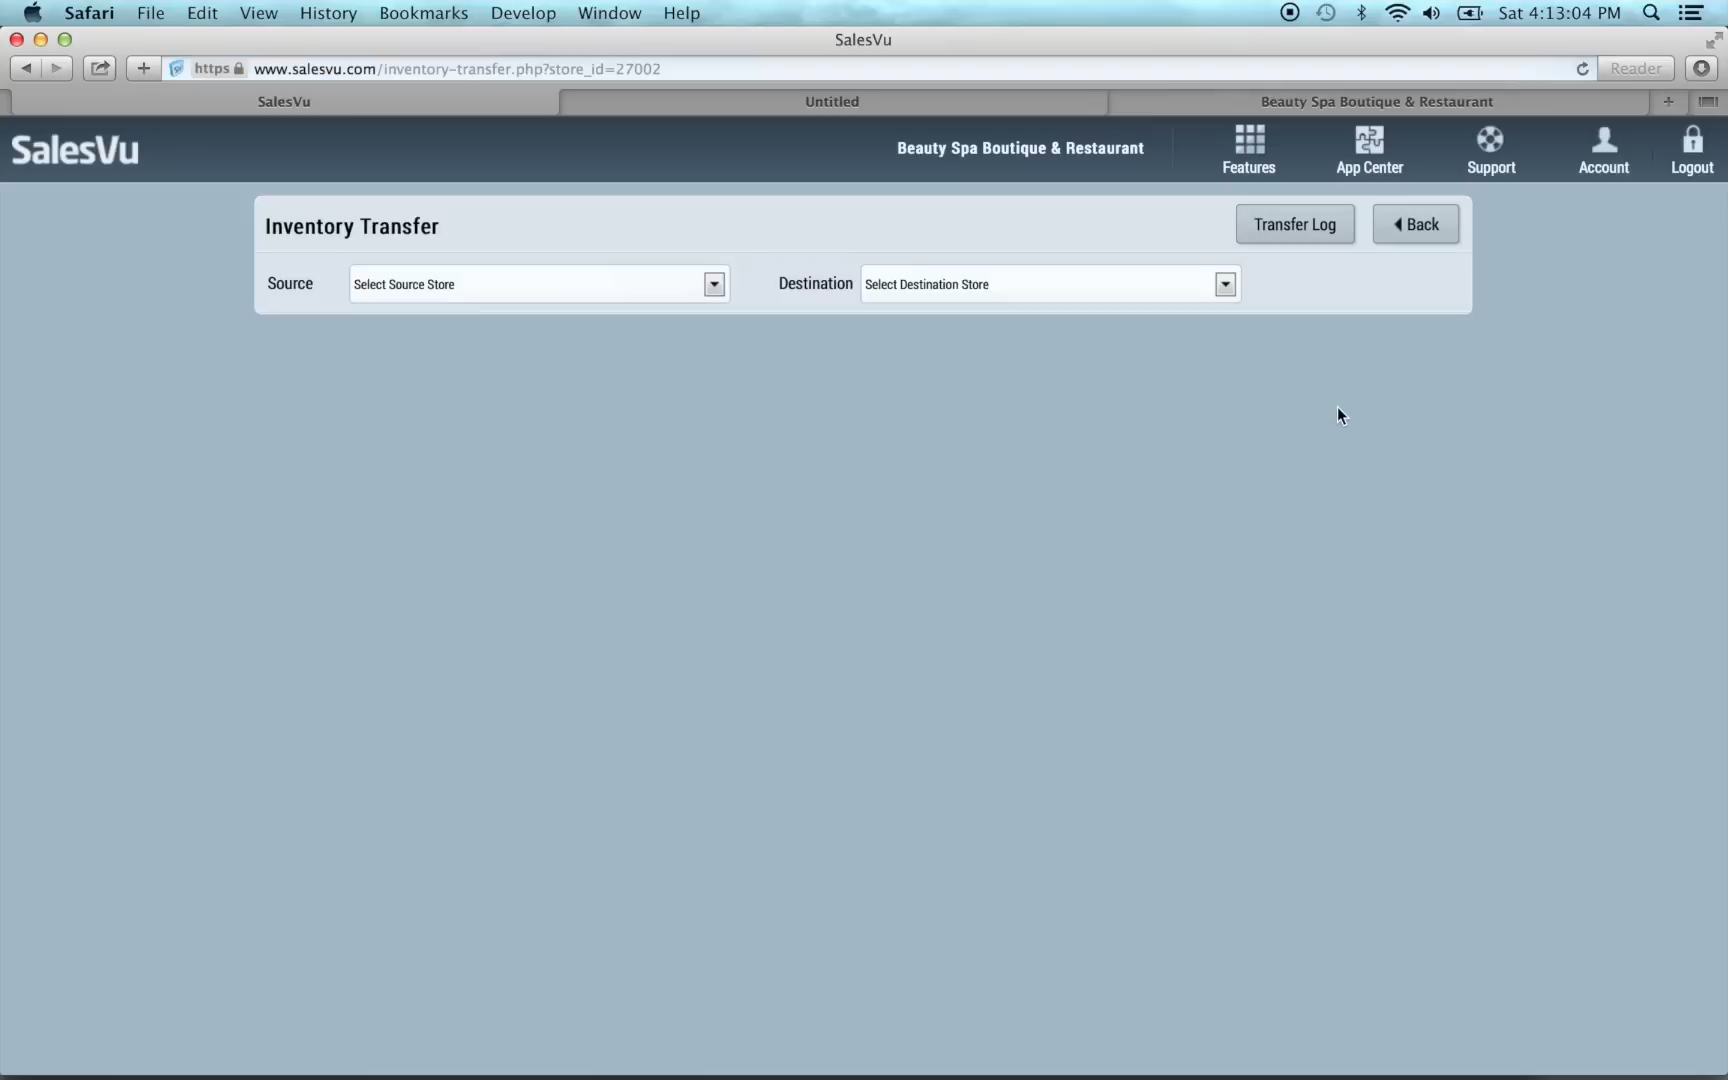 Safari File Edit View History Bookmarks Develop Window Help Sat 4:13:04 PM
SalesVu
https www.salesvu.com/inventory-transfer.php?store_id=27002 Reader
SalesVu Untitled Beauty Spa Boutique & Restaurant
SalesVu Beauty Spa Boutique & Restaurant Features App Center Support Account Logout
Inventory Transfer Transfer Log Back
Source Select Source Store Destination Select Destination Store